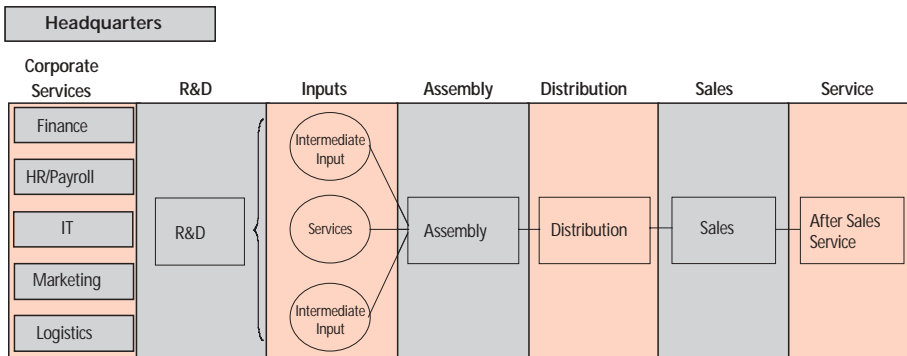 Headquarters
Corporate
Services
R&D
Inputs
Assembly
Distribution
Sales
Service
Finance
HR/Payroll
IT
Marketing
Logistics
R&D
Intermediate
Input
Services
Intermediate
Input
Assembly
Distribution
Sales
After Sales
Service